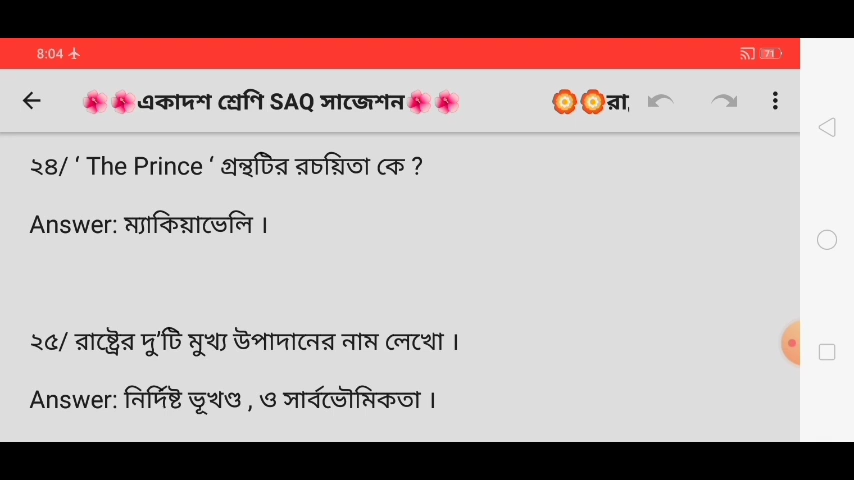 8:04
71
একাদশ শ্রেণি SAQ সাজেশন
২৪/ ‘ The Prince ‘ গ্রন্থটির রচয়িতা কে ?
Answer: ম্যাকিয়াভেলি ।
২৫/ রাষ্ট্রের দু’টি মুখ্য উপাদানের নাম লেখো ।
Answer: নির্দিষ্ট ভূখণ্ড , ও সার্বভৌমিকতা ।